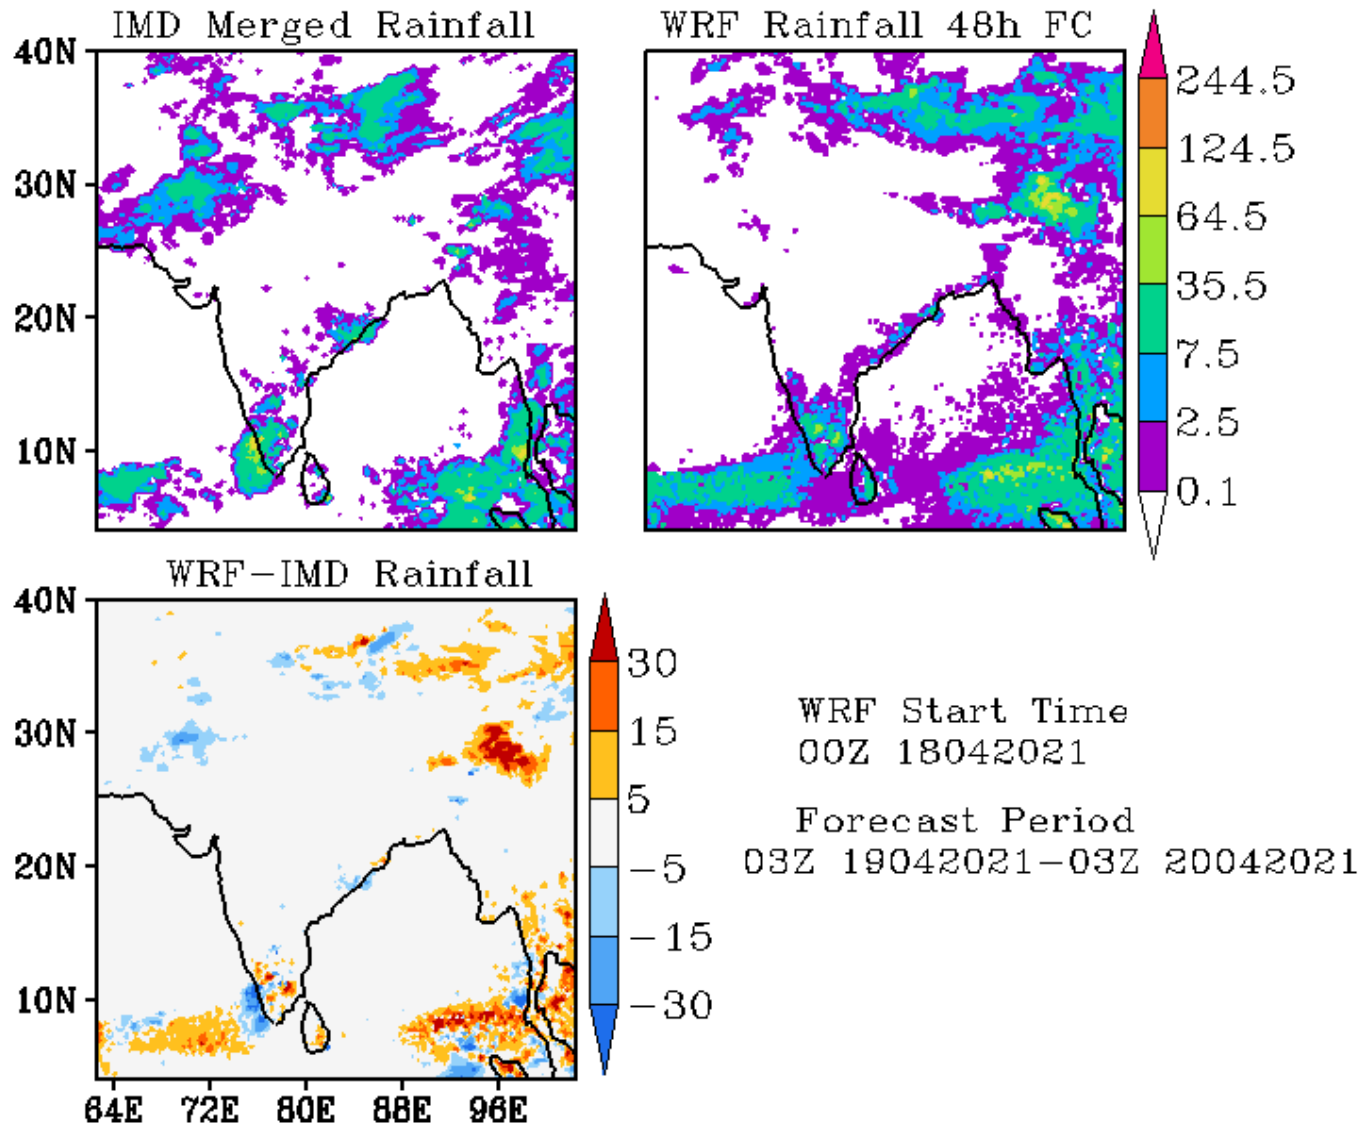 IMD Merged Rainfall
WRF Rainfall 48h FC
40N
30N
20N
10N
244.5
124.5
64.5
35.5
7.5
2.5
0.1
WRF-IMD Rainfall
40N
30N
20N
10N
64E 72E 80E 88E 96E
30
15
5
-5
-15
-30
WRF Start Time
00Z 18042021
Forecast Period
03Z 19042021-03Z 20042021